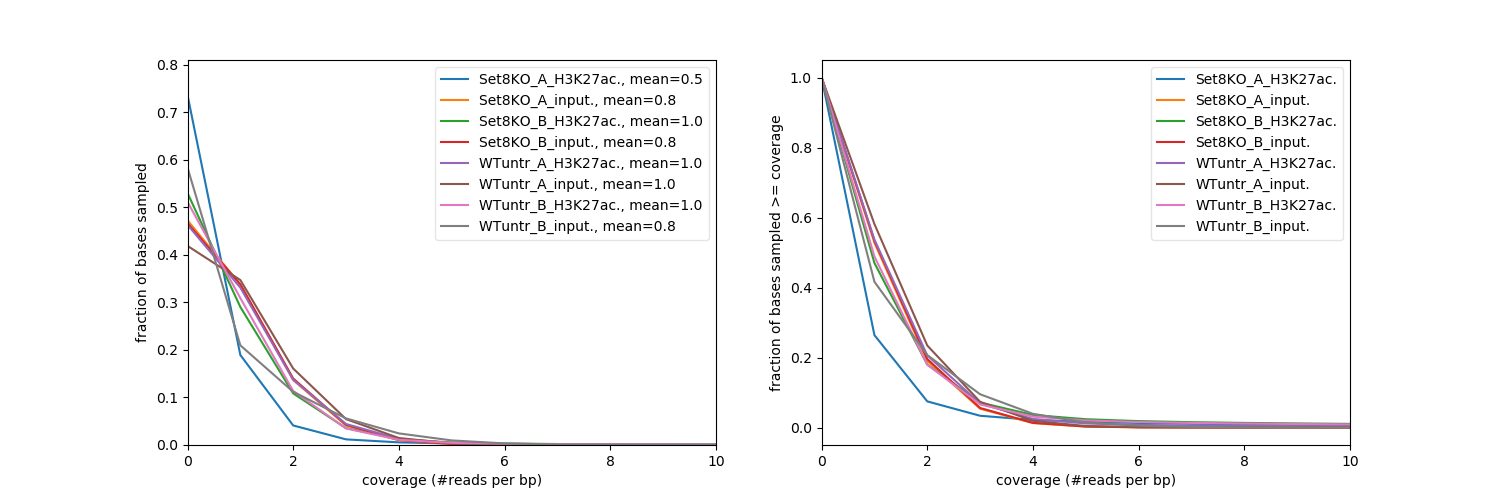 0.8
0.7
0.6
0.5
0.4
0.3
0.2
0.1
0.0
fraction of bases sampled
0
2
4
6
8
10
coverage (#reads per bp)
Set8KO_A_H3K27ac., mean=0.5
Set8KO_A_input., mean=0.8
Set8KO_B_H3K27ac., mean=1.0
Set8KO_B_input., mean=0.8
WTuntr_A_H3K27ac., mean=1.0
WTuntr_A_input., mean=1.0
WTuntr_B_H3K27ac., mean=1.0
WTuntr_B_input., mean=0.8
1.0
0.8
0.6
0.4
0.2
0.0
fraction of bases sampled >= coverage
0
2
4
6
8
10
coverage (#reads per bp)
Set8KO_A_H3K27ac.
Set8KO_A_input.
Set8KO_B_H3K27ac.
Set8KO_B_input.
WTuntr_A_H3K27ac.
WTuntr_A_input.
WTuntr_B_H3K27ac.
WTuntr_B_input.